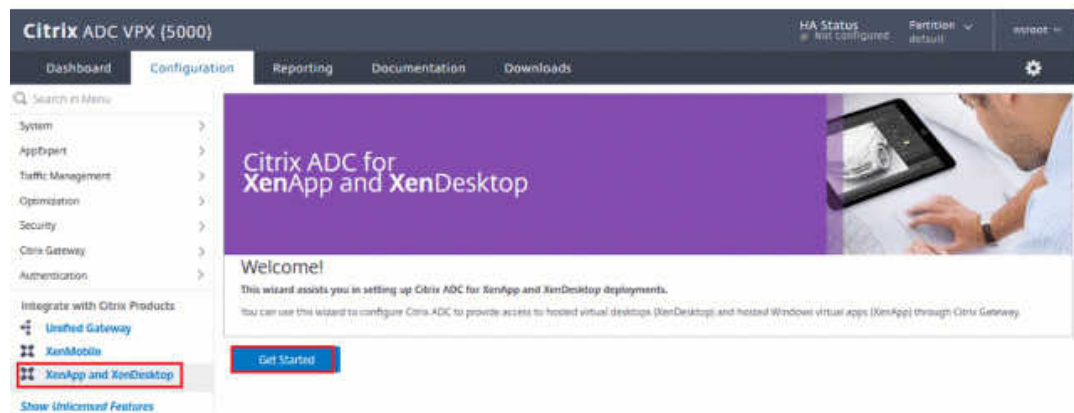 Citrix ADC VPX (5000)
HA Status
Not configured
Partition
default
nsroot
Dashboard Configuration Reporting Documentation Downloads
Search in Menu
System
AppExpert
Traffic Management
Optimization
Security
Citrix Gateway
Authentication
Integrate with Citrix Products
Unified Gateway
XenMobile
XenApp and XenDesktop
Show Unlicensed Features
Citrix ADC for
XenApp and XenDesktop
Welcome!
This wizard assists you in setting up Citrix ADC for XenApp and XenDesktop deployments.
You can use this wizard to configure Citrix ADC to provide access to hosted virtual desktops (XenDesktop) and hosted Windows virtual apps (XenApp) through Citrix Gateway.
Get Started